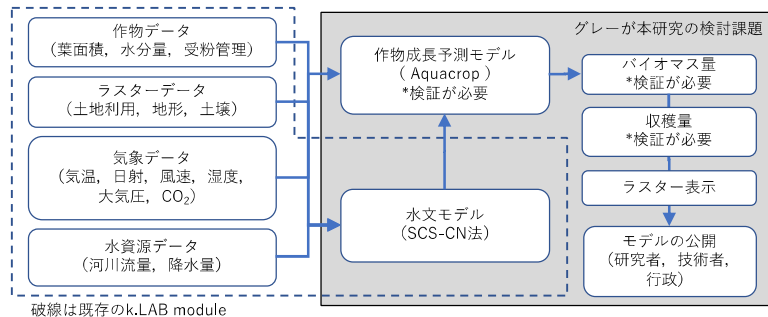 グレーが本研究の検討課題
作物データ
(葉面積，水分量，受粉管理)
ラスターデータ
(土地利用，地形，土壌)
気象データ
(気温，日射，風速，湿度，
大気圧，CO₂)
水資源データ
(河川流量，降水量)
作物成長予測モデル
（ Aquacrop ）
*検証が必要
水文モデル
(SCS-CN法)
バイオマス量
*検証が必要
収穫量
*検証が必要
ラスター表示
モデルの公開
(研究者，技術者，
行政)
破線は既存のk.LAB module